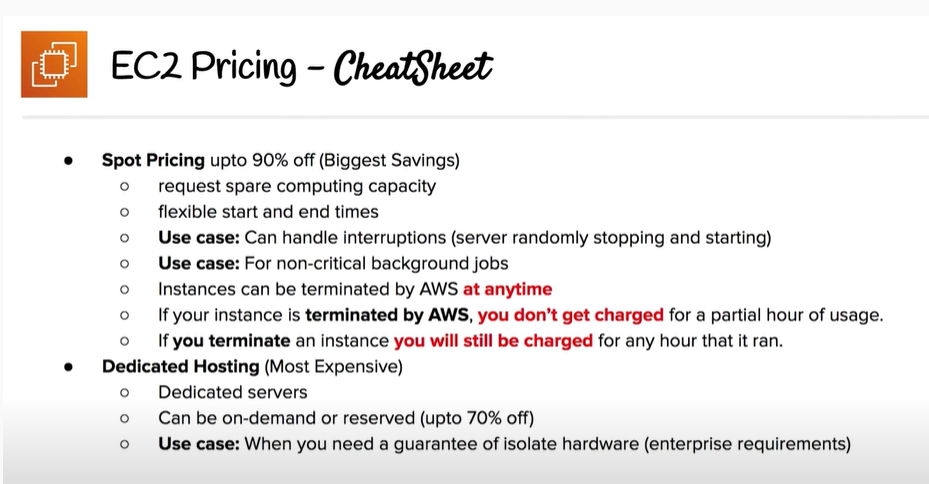 EC2 Pricing - CheatSheet
● Spot Pricing upto 90% off (Biggest Savings)
○ request spare computing capacity
○ flexible start and end times
○ Use case: Can handle interruptions (server randomly stopping and starting)
○ Use case: For non-critical background jobs
○ Instances can be terminated by AWS at anytime
○ If your instance is terminated by AWS, you don't get charged for a partial hour of usage.
○ If you terminate an instance you will still be charged for any hour that it ran.
● Dedicated Hosting (Most Expensive)
○ Dedicated servers
○ Can be on-demand or reserved (upto 70% off)
○ Use case: When you need a guarantee of isolate hardware (enterprise requirements)